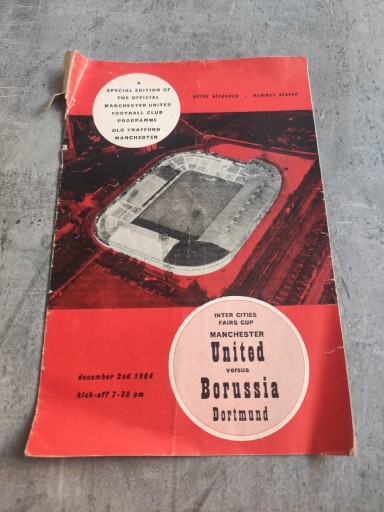 A
SPECIAL EDITION OF
THE OFFICIAL
MANCHESTER UNITED
FOOTBALL CLUB
PROGRAMME
OLD TRAFFORD
MANCHESTER
price sixpence . number eleven
INTER CITIES
FAIRS CUP
MANCHESTER
United
versus
Borussia
Dortmund
december 2nd 1964
kick-off 7-30 pm